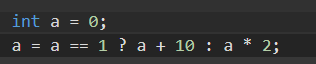 int a = 0;
a = a == 1 ? a + 10 : a * 2;